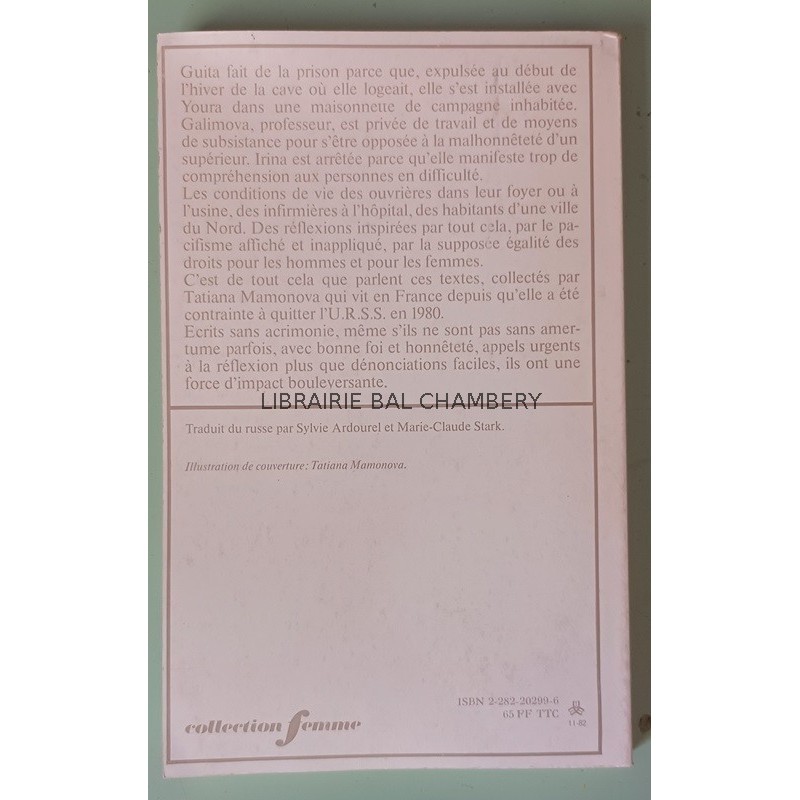 Guita fait de la prison parce que, expulsée au début de
l'hiver de la cave où elle logeait, elle s'est installée avec
Youra dans une maisonnette de campagne inhabitée.
Galimova, professeur, est privée de travail et de moyens
de subsistance pour s'être opposée à la malhonnêteté d'un
supérieur. Irina est arrêtée parce qu'elle manifeste trop de
compréhension aux personnes en difficulté.
Les conditions de vie des ouvrières dans leur foyer ou à
l'usine, des infirmières à l'hôpital, des habitants d'une ville
du Nord. Des réflexions inspirées par tout cela, par le pa-
cifisme affiché et inappliqué, par la supposée égalité des
droits pour les hommes et pour les femmes.
C'est de tout cela que parlent ces textes, collectés par
Tatiana Mamonova qui vit en France depuis qu'elle a été
contrainte à quitter l'U.R.S.S. en 1980.
Ecrits sans acrimonie, même s'ils ne sont pas sans amer-
tume parfois, avec bonne foi et honnêteté, appels urgents
à la réflexion plus que dénonciations faciles, ils ont une
force d'impact bouleversante.
LIBRAIRIE BAL CHAMBERY
Traduit du russe par Sylvie Ardourel et Marie-Claude Stark.
Illustration de couverture: Tatiana Mamonova.
ISBN 2-282-20299-6
65 FF TTC
11-82
collection femme